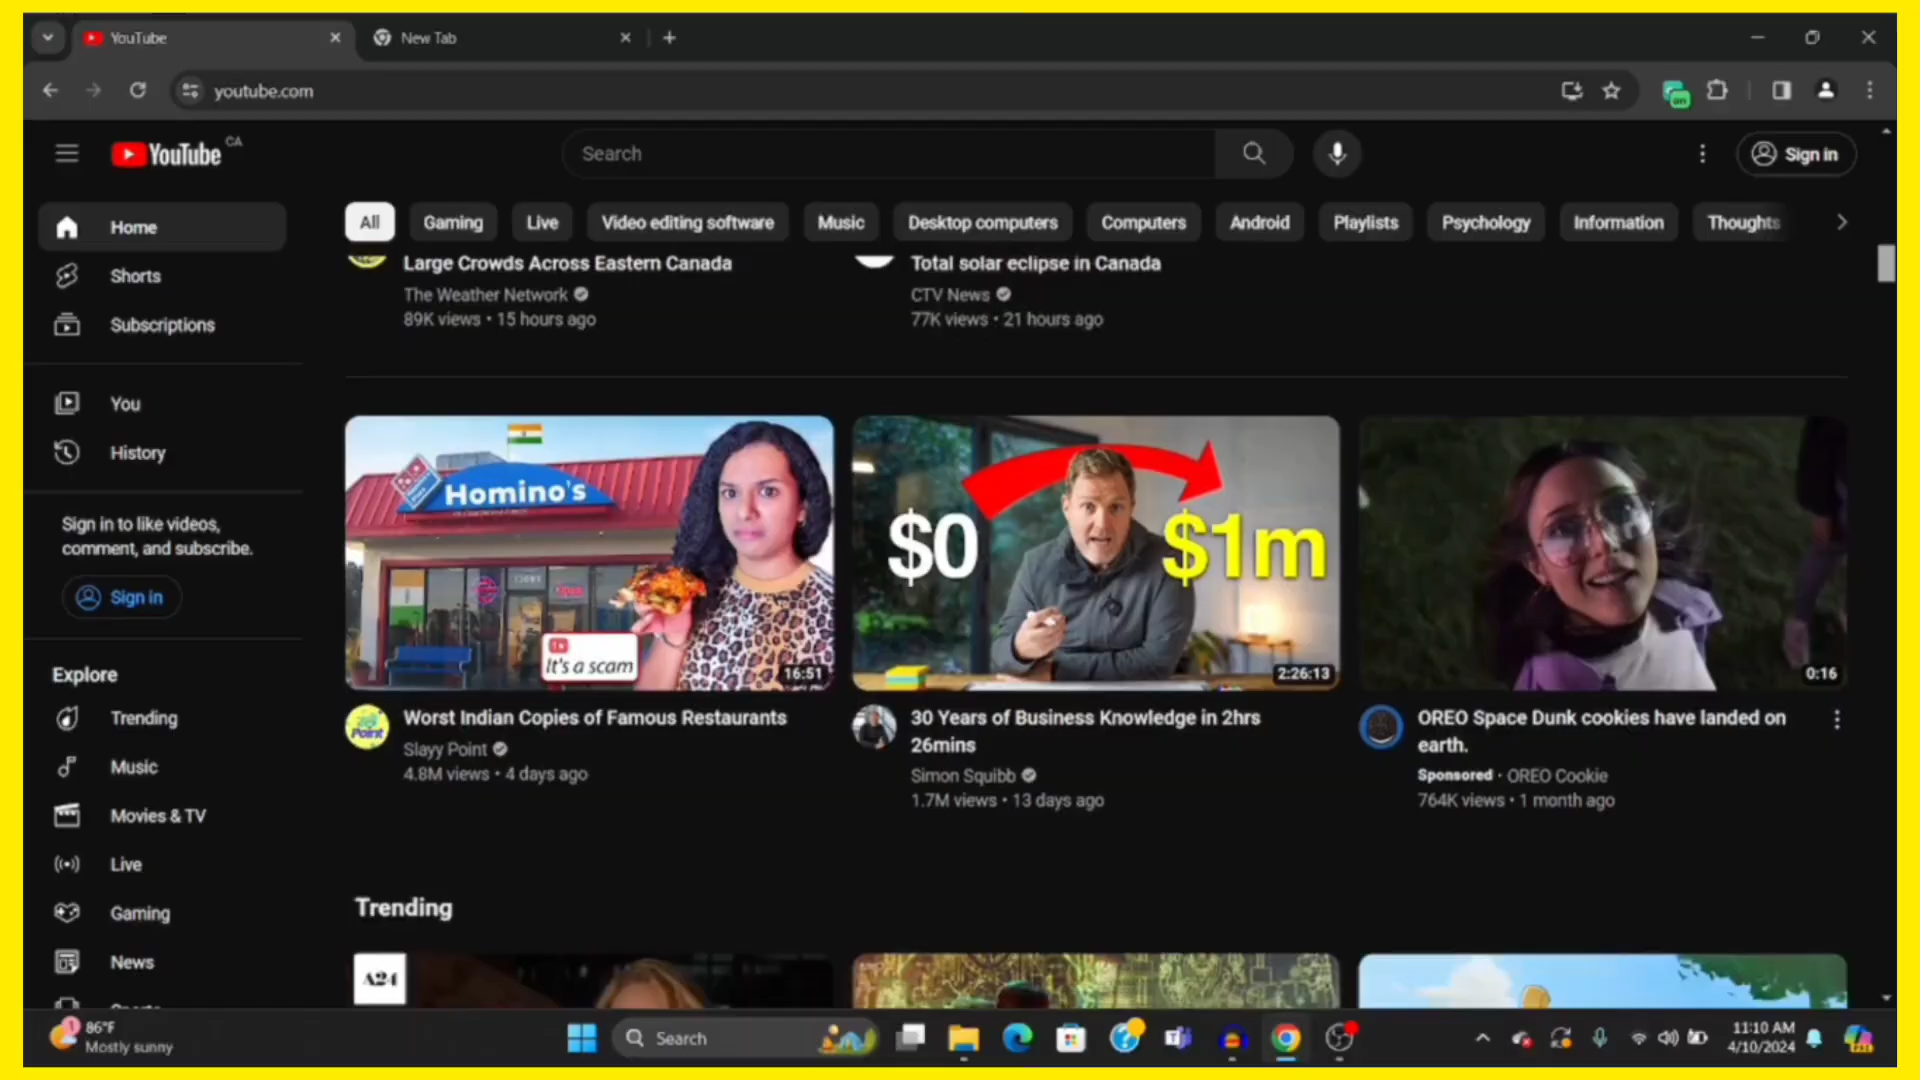 YouTube
New Tab
youtube.com
YouTube CA
Search
Sign in
Home
Shorts
Subscriptions
You
History
Sign in to like videos,
comment, and subscribe.
Sign in
Explore
Trending
Music
Movies & TV
Live
Gaming
News
All
Gaming
Live
Video editing software
Music
Desktop computers
Computers
Android
Playlists
Psychology
Information
Thoughts
Large Crowds Across Eastern Canada
The Weather Network
89K views • 15 hours ago
Total solar eclipse in Canada
CTV News
77K views • 21 hours ago
Homino's
It's a scam
16:51
Worst Indian Copies of Famous Restaurants
Slayy Point
4.8M views • 4 days ago
$0
$1m
2:26:13
30 Years of Business Knowledge in 2hrs
26mins
Simon Squibb
1.7M views • 13 days ago
0:16
OREO Space Dunk cookies have landed on
earth.
Sponsored · OREO Cookie
764K views • 1 month ago
Trending
A24
86°F
Mostly sunny
Search
11:10 AM
4/10/2024